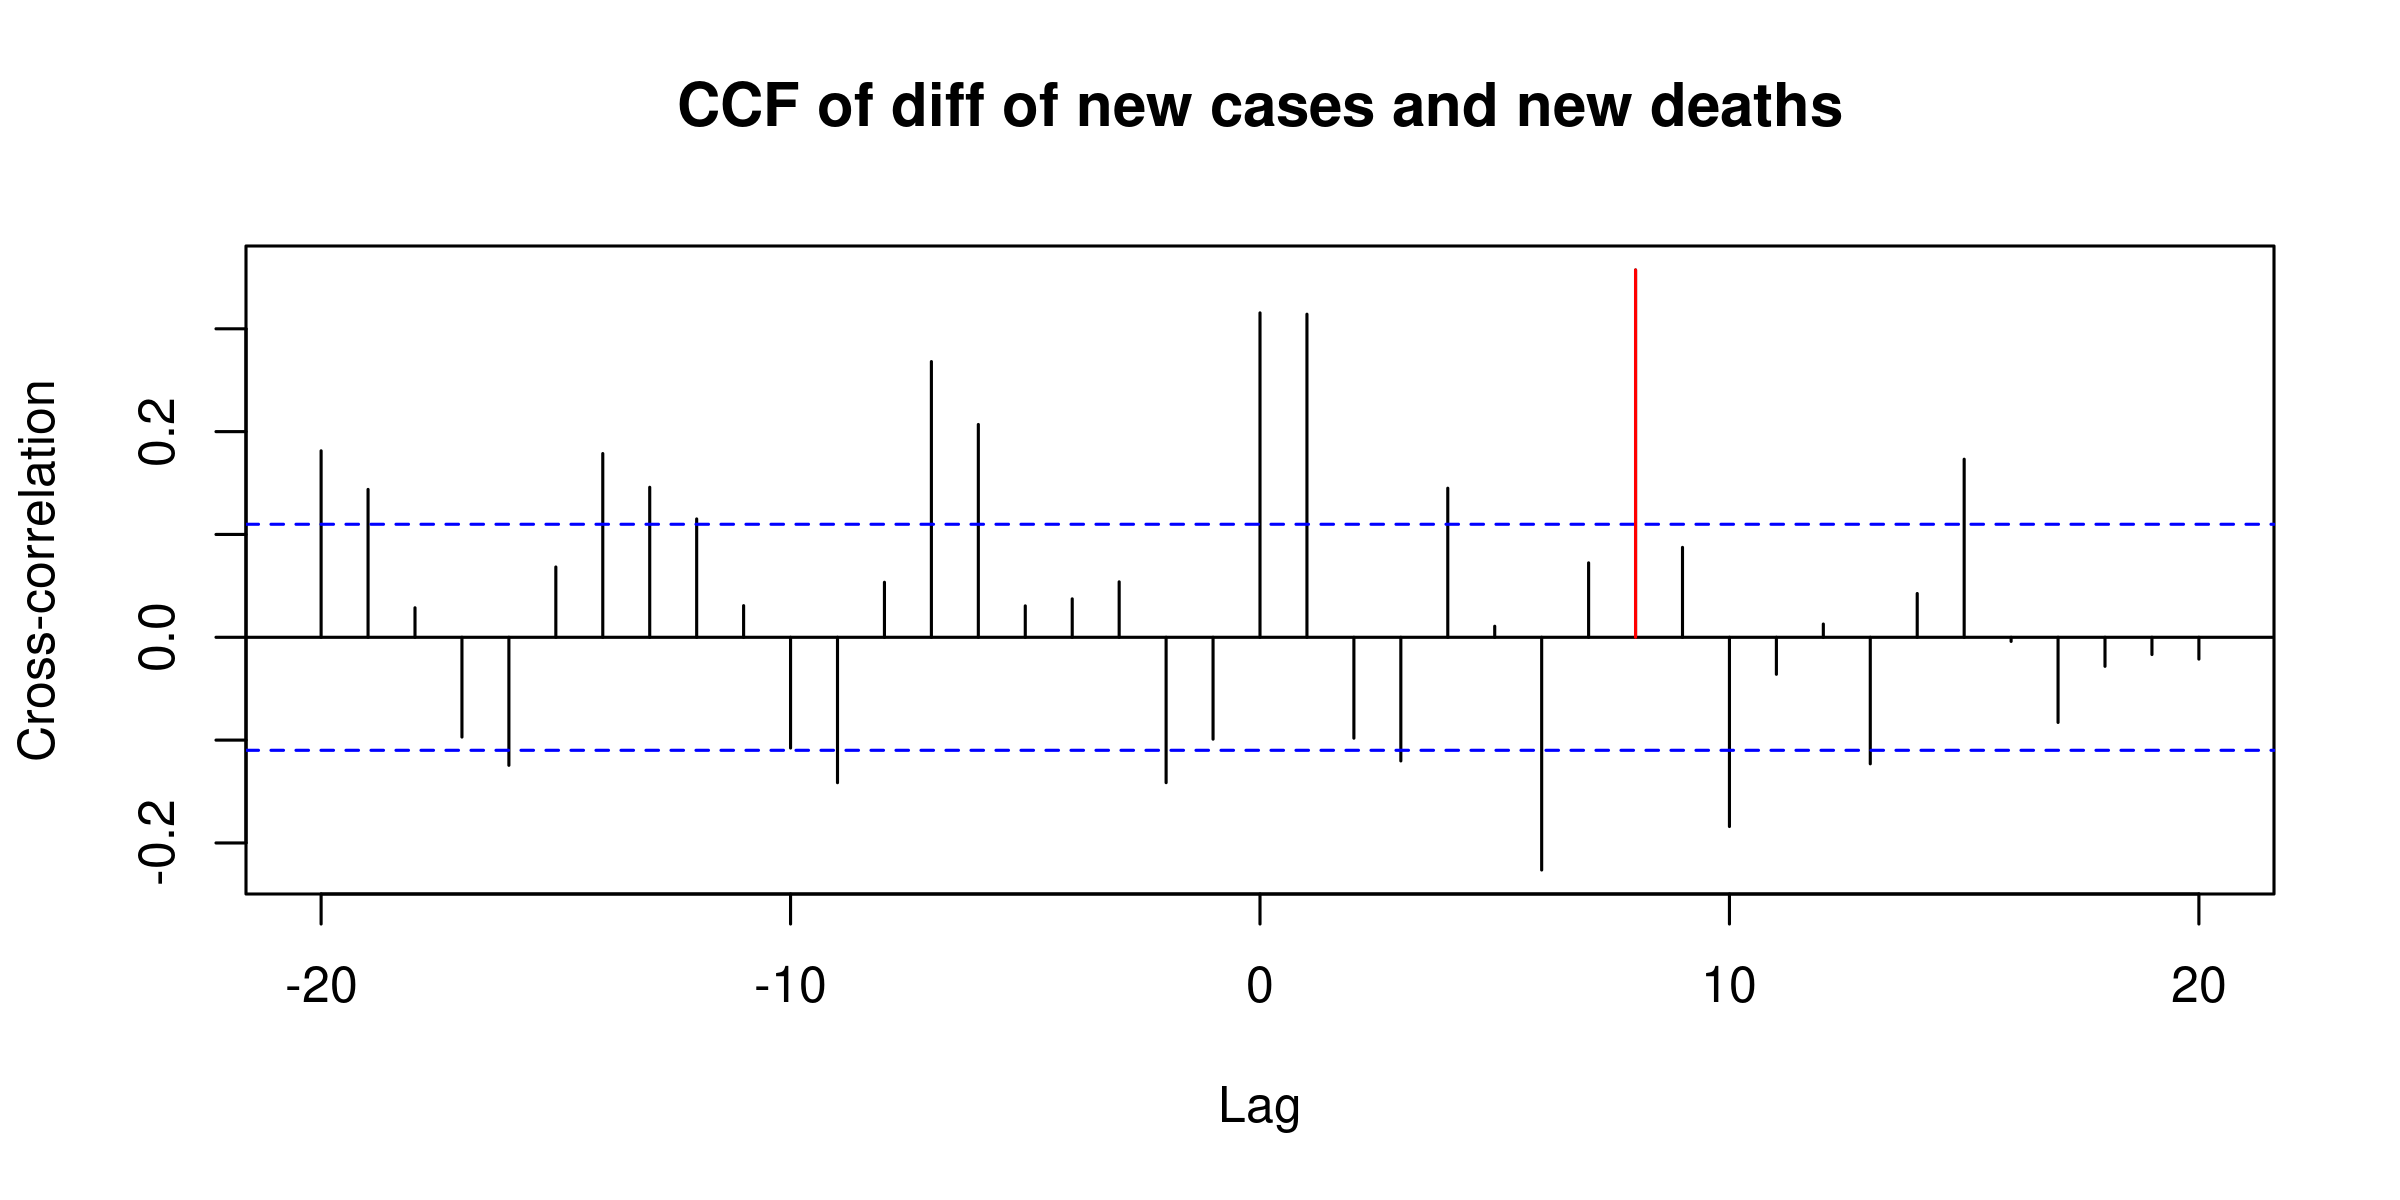 CCF of diff of new cases and new deaths
Cross-correlation
0.2
0.0
-0.2
-20 -10 0 10 20
Lag